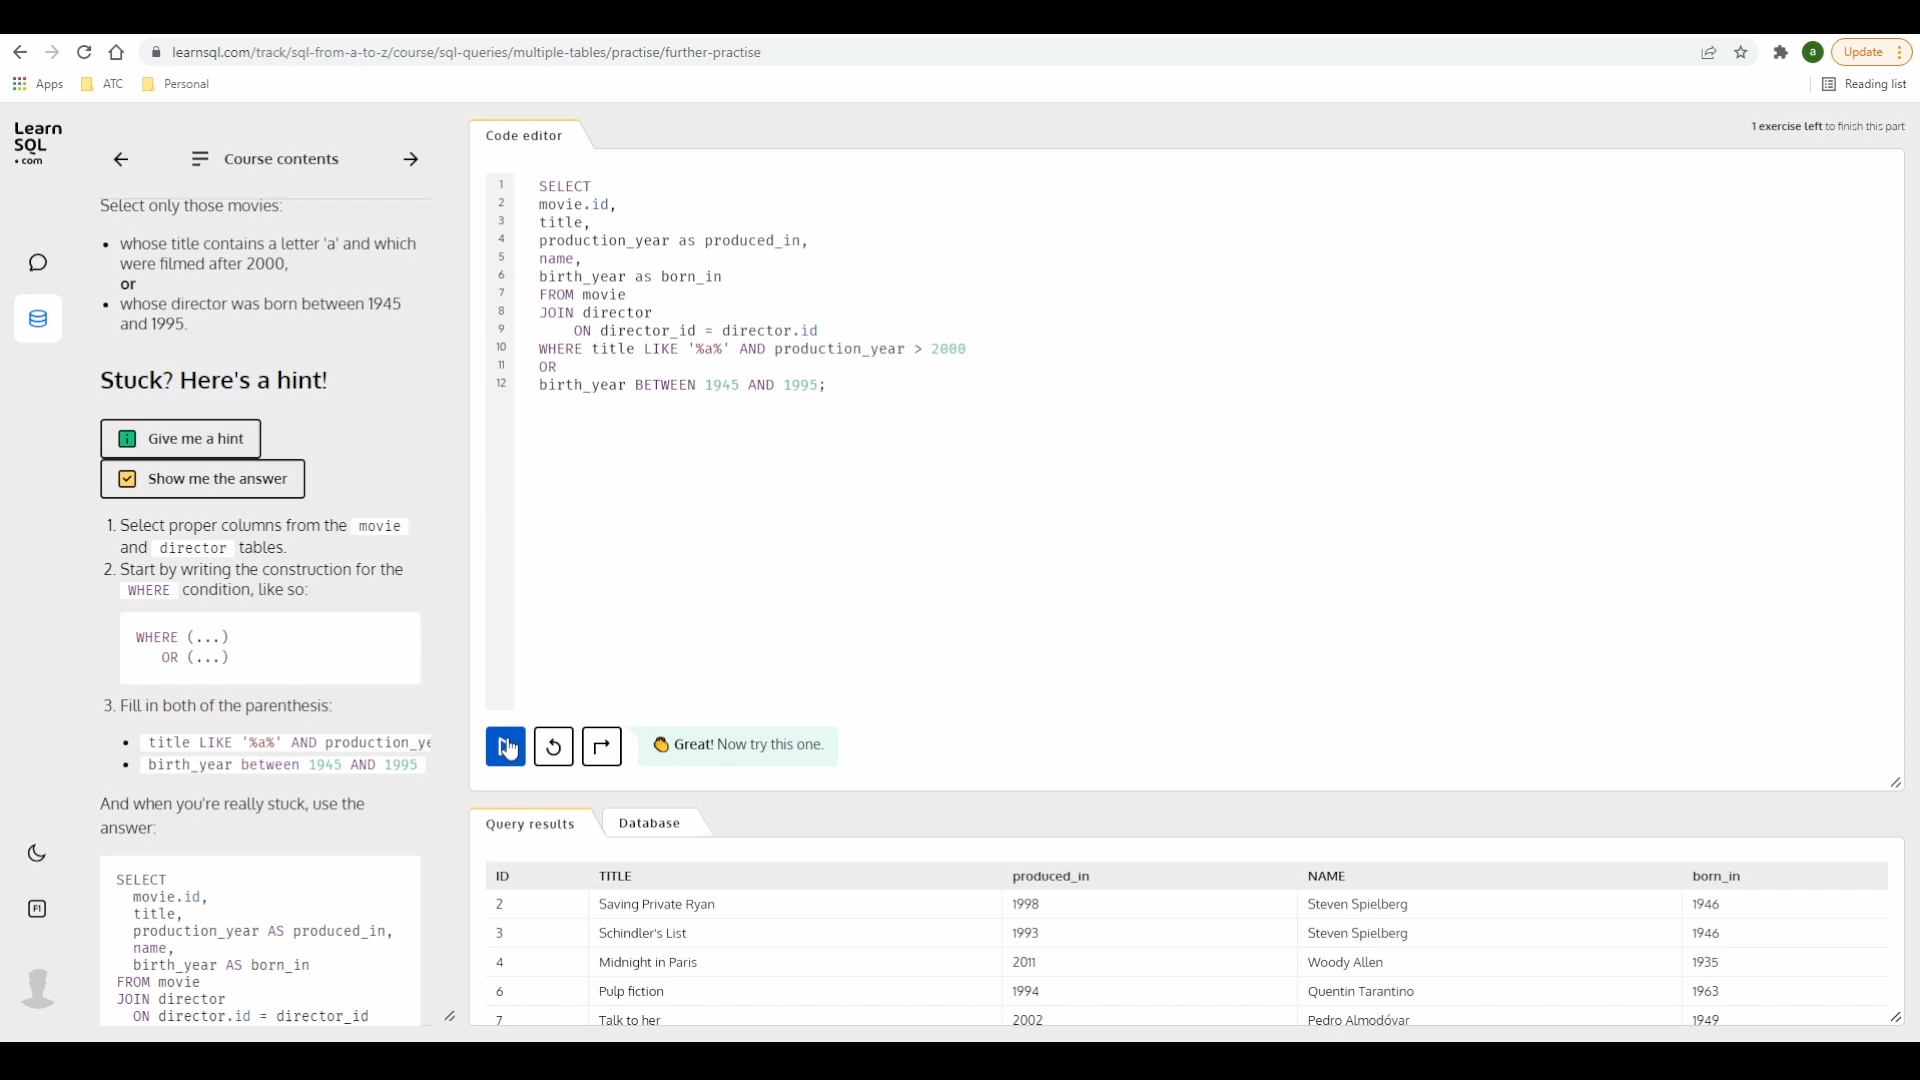 learnsql.com/track/sql-from-a-to-z/course/sql-queries/multiple-tables/practise/further-practise
a
Update
Apps
ATC
Personal
Reading list
Learn
SQL
.com
Course contents
Select only those movies:
• whose title contains a letter 'a' and which
were filmed after 2000,
or
• whose director was born between 1945
and 1995.
Stuck? Here's a hint!
Give me a hint
Show me the answer
1. Select proper columns from the movie
and director tables.
2. Start by writing the construction for the
WHERE condition, like so:
WHERE (...)
OR (...)
3. Fill in both of the parenthesis:
• title LIKE '%a%' AND production_ye
• birth_year between 1945 AND 1995
And when you're really stuck, use the
answer:
SELECT
movie.id,
title,
production_year AS produced_in,
name,
birth_year AS born_in
FROM movie
JOIN director
ON director.id = director_id
F1
Code editor
1 exercise left to finish this part
1 SELECT
2 movie.id,
3 title,
4 production_year as produced_in,
5 name,
6 birth_year as born_in
7 FROM movie
8 JOIN director
9 ON director_id = director.id
10 WHERE title LIKE '%a%' AND production_year > 2000
11 OR
12 birth_year BETWEEN 1945 AND 1995;
Great! Now try this one.
Query results
Database
ID TITLE produced_in NAME born_in
2 Saving Private Ryan 1998 Steven Spielberg 1946
3 Schindler's List 1993 Steven Spielberg 1946
4 Midnight in Paris 2011 Woody Allen 1935
6 Pulp fiction 1994 Quentin Tarantino 1963
7 Talk to her 2002 Pedro Almodóvar 1949